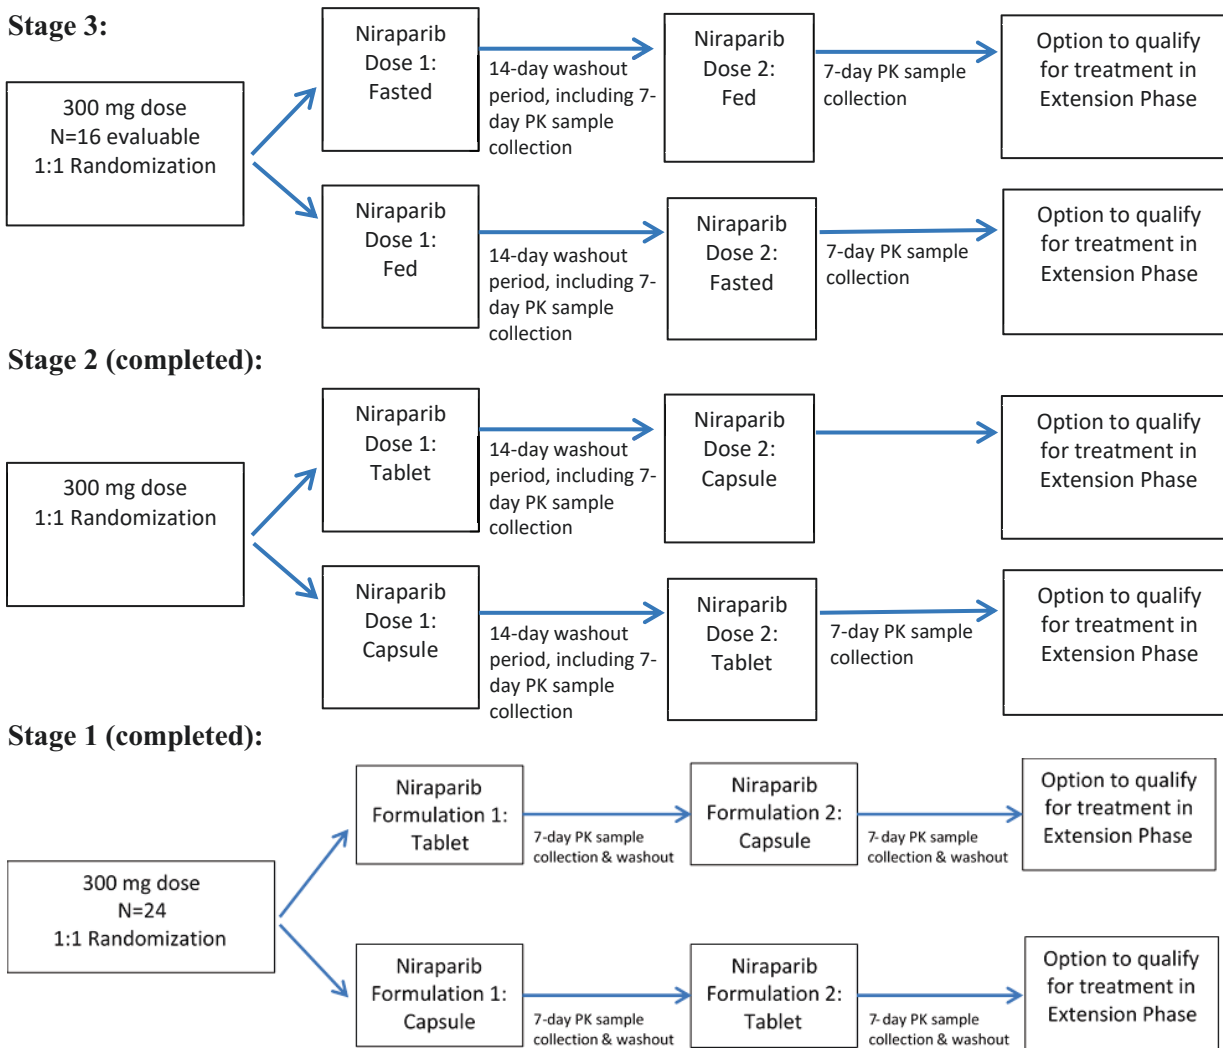 Stage 3:
300 mg dose
N=16 evaluable
1:1 Randomization
Niraparib
Dose 1:
Fasted
14-day washout
period, including 7-
day PK sample
collection
Niraparib
Dose 2:
Fed
7-day PK sample
collection
Option to qualify
for treatment in
Extension Phase
Niraparib
Dose 1:
Fed
14-day washout
period, including 7-
day PK sample
collection
Niraparib
Dose 2:
Fasted
7-day PK sample
collection
Option to qualify
for treatment in
Extension Phase
Stage 2 (completed):
300 mg dose
1:1 Randomization
Niraparib
Dose 1:
Tablet
14-day washout
period, including 7-
day PK sample
collection
Niraparib
Dose 2:
Capsule
Option to qualify
for treatment in
Extension Phase
Niraparib
Dose 1:
Capsule
14-day washout
period, including 7-
day PK sample
collection
Niraparib
Dose 2:
Tablet
7-day PK sample
collection
Option to qualify
for treatment in
Extension Phase
Stage 1 (completed):
300 mg dose
N=24
1:1 Randomization
Niraparib
Formulation 1:
Tablet
7-day PK sample
collection & washout
Niraparib
Formulation 2:
Capsule
7-day PK sample
collection & washout
Option to qualify
for treatment in
Extension Phase
Niraparib
Formulation 1:
Capsule
7-day PK sample
collection & washout
Niraparib
Formulation 2:
Tablet
7-day PK sample
collection & washout
Option to qualify
for treatment in
Extension Phase